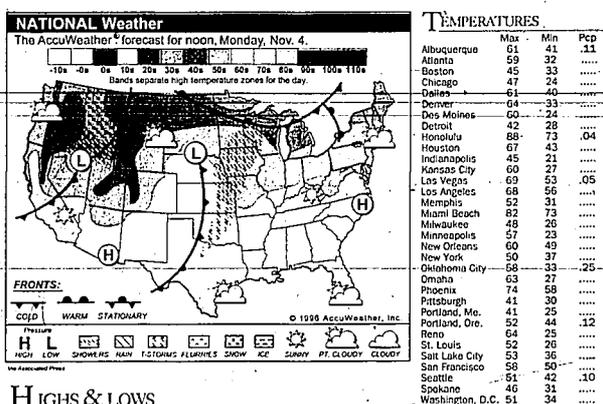 NATIONAL Weather
The AccuWeather® forecast for noon, Monday, Nov. 4.
-10s -0s 0s 10s 20s 30s 40s 50s 60s 70s 80s 90s 100s 110s
Bands separate high temperature zones for the day.
L
L
H
H
FRONTS:
COLD WARM STATIONARY
© 1996 AccuWeather, Inc.
Pressure
H L
HIGH LOW SHOWERS RAIN T-STORMS FLURRIES SNOW ICE SUNNY PT. CLOUDY CLOUDY
Via Associated Press
HIGHS & LOWS
TEMPERATURES
Max Min Pcp
Albuquerque 61 41 .11
Atlanta 59 32 .....
Boston 45 33 .....
Chicago 47 24 .....
Dallas 61 40 .....
Denver 64 33 .....
Des Moines 60 24 .....
Detroit 42 28 .....
Honolulu 88 73 .04
Houston 67 43 .....
Indianapolis 45 21 .....
Kansas City 60 27 .....
Las Vegas 69 53 .05
Los Angeles 68 56 .....
Memphis 52 31 .....
Miami Beach 82 73 .....
Milwaukee 48 26 .....
Minneapolis 57 23 .....
New Orleans 60 49 .....
New York 50 37 .....
Oklahoma City 58 33 .25
Omaha 63 27 .....
Phoenix 74 58 .....
Pittsburg 41 30 .....
Portland, Me. 41 25 .....
Portland, Ore. 52 44 .12
Reno 64 25 .....
St. Louis 52 26 .....
Salt Lake City 53 36 .....
San Francisco 58 50 .....
Seattle 51 42 .10
Spokane 46 31 .....
Washington, D.C. 51 34 .....